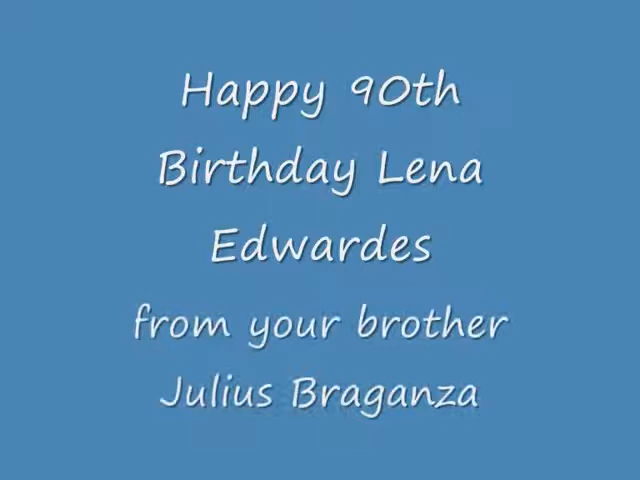 Happy 90th
Birthday Lena
Edwardes
from your brother
Julius Braganza